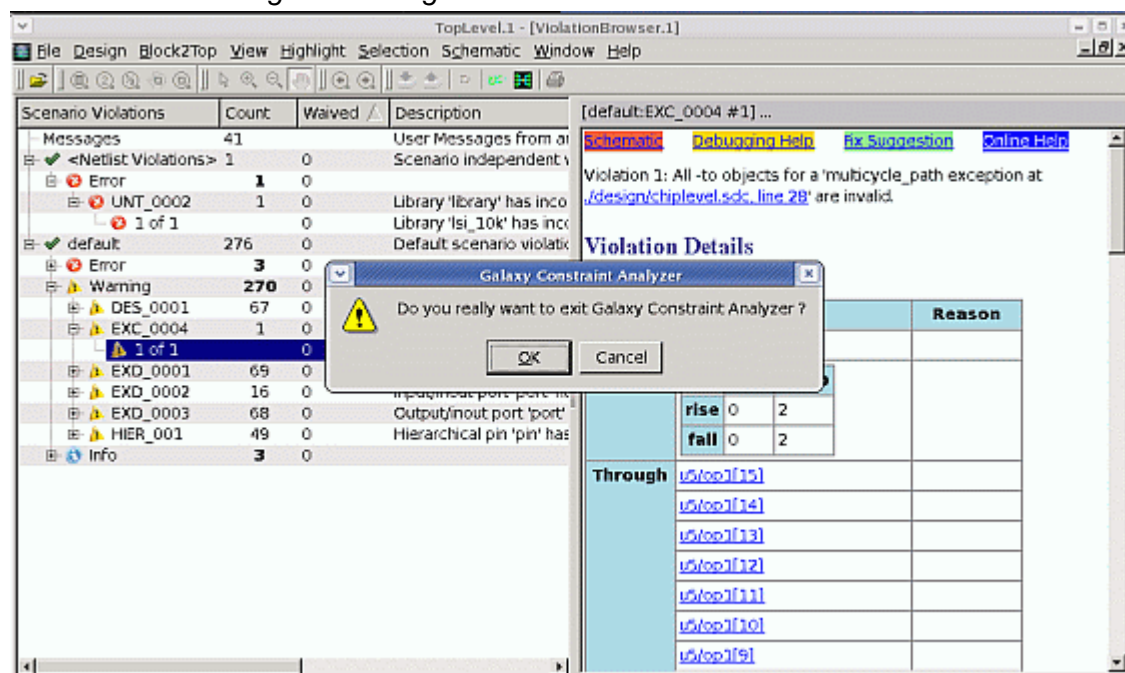 TopLevel.1 - [ViolationBrowser.1]
File Design Block2Top View Highlight Selection Schematic Window Help
Scenario Violations Count Waived Description
[default:EXC_0004 #1] ...
Messages 41 User Messages from
<Netlist Violations> 1 0 Scenario independent
Error 1 0
UNT_0002 1 0 Library 'library' has inco
1 of 1 0 Library 'lsi_10k' has inco
default 276 0 Default scenario violatic
Error 3 0
Warning 270 0
DES_0001 67 0
EXC_0004 1 0
1 of 1 0
EXD_0001 69 0
EXD_0002 16 0
EXD_0003 68 0 Output/inout port 'port'
HIER_001 49 0 Hierarchical pin 'pin' has
Info 3 0
Schematic Debugging Help Fix Suggestion Online Help
Violation 1: All -to objects for a 'multicycle_path exception at
./design/chiplevel.sdc, line 28' are invalid.
Violation Details
Reason
rise 0 2
fall 0 2
Through u5/op1[15]
u5/op1[14]
u5/op1[13]
u5/op1[12]
u5/op1[11]
u5/op1[10]
u5/op1[9]
Galaxy Constraint Analyzer
Do you really want to exit Galaxy Constraint Analyzer ?
OK Cancel